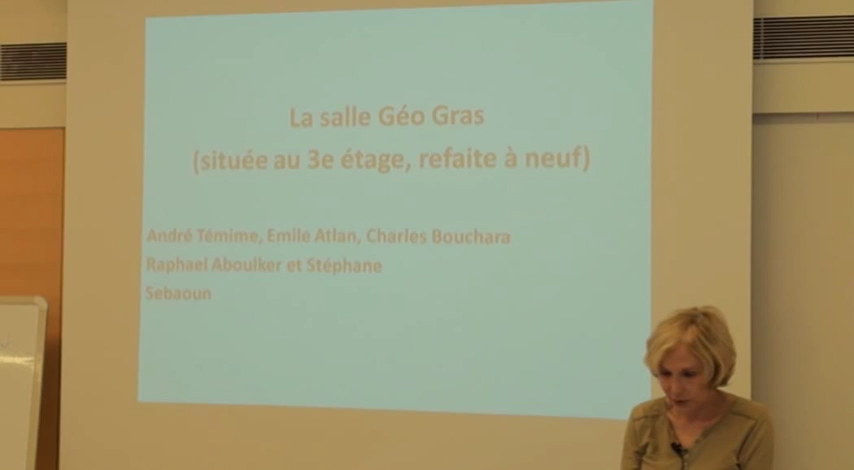 La salle Géo Gras
(située au 3e étage, refaite à neuf)
André Témime, Emile Atlan, Charles Bouchara
Raphael Aboulker et Stéphane
Sebaoun